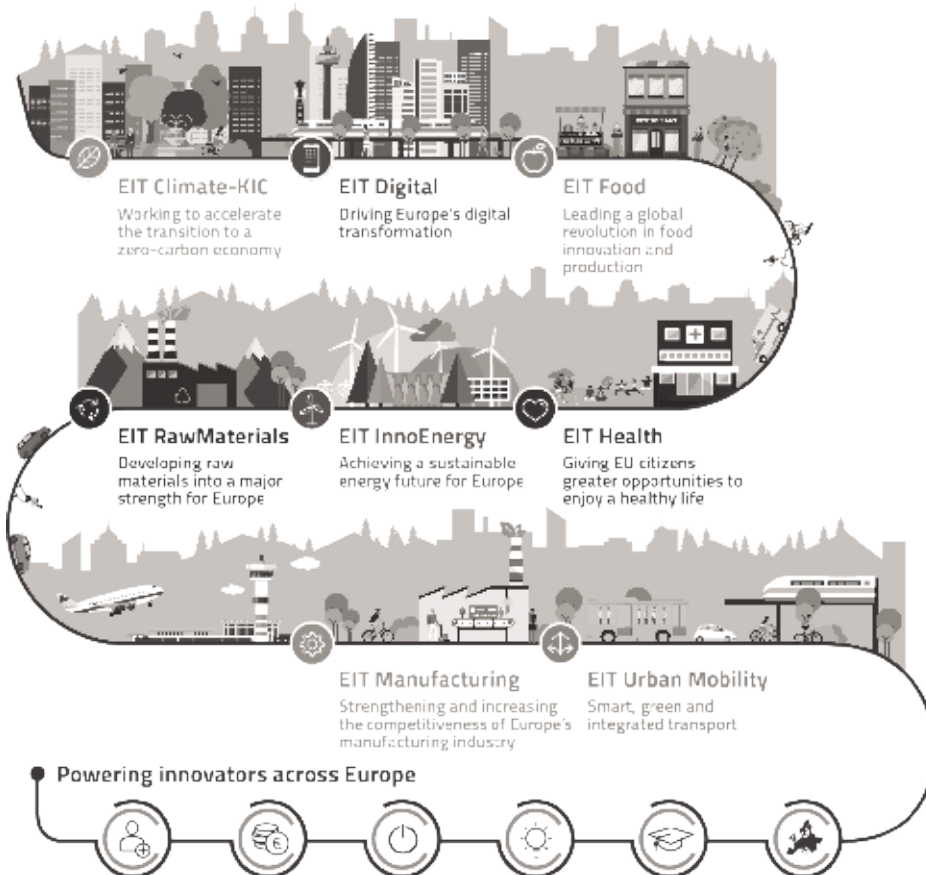 EIT Climate-KIC
Working to accelerate
the transition to a
zero-carbon economy
EIT Digital
Driving Europe's digital
transformation
EIT Food
Leading a global
revolution in food
innovation and
production
EIT RawMaterials
Developing raw
materials into a major
strength for Europe
EIT InnoEnergy
Achieving a sustainable
energy future for Europe
EIT Health
Giving EU citizens
greater opportunities to
enjoy a healthy life
EIT Manufacturing
Strengthening and increasing
the competitiveness of Europe's
manufacturing industry
EIT Urban Mobility
Smart, green and
integrated transport
Powering innovators across Europe